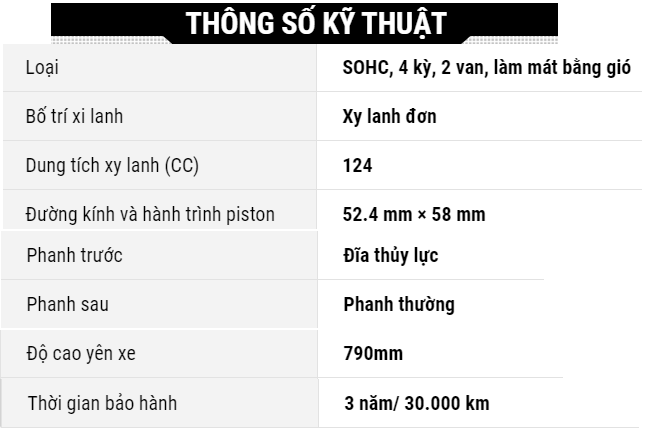 THÔNG SỐ KỸ THUẬT
Loại SOHC, 4 kỳ, 2 van, làm mát bằng gió
Bố trí xi lanh Xy lanh đơn
Dung tích xy lanh (CC) 124
Đường kính và hành trình piston 52.4 mm × 58 mm
Phanh trước Đĩa thủy lực
Phanh sau Phanh thường
Độ cao yên xe 790mm
Thời gian bảo hành 3 năm/ 30.000 km